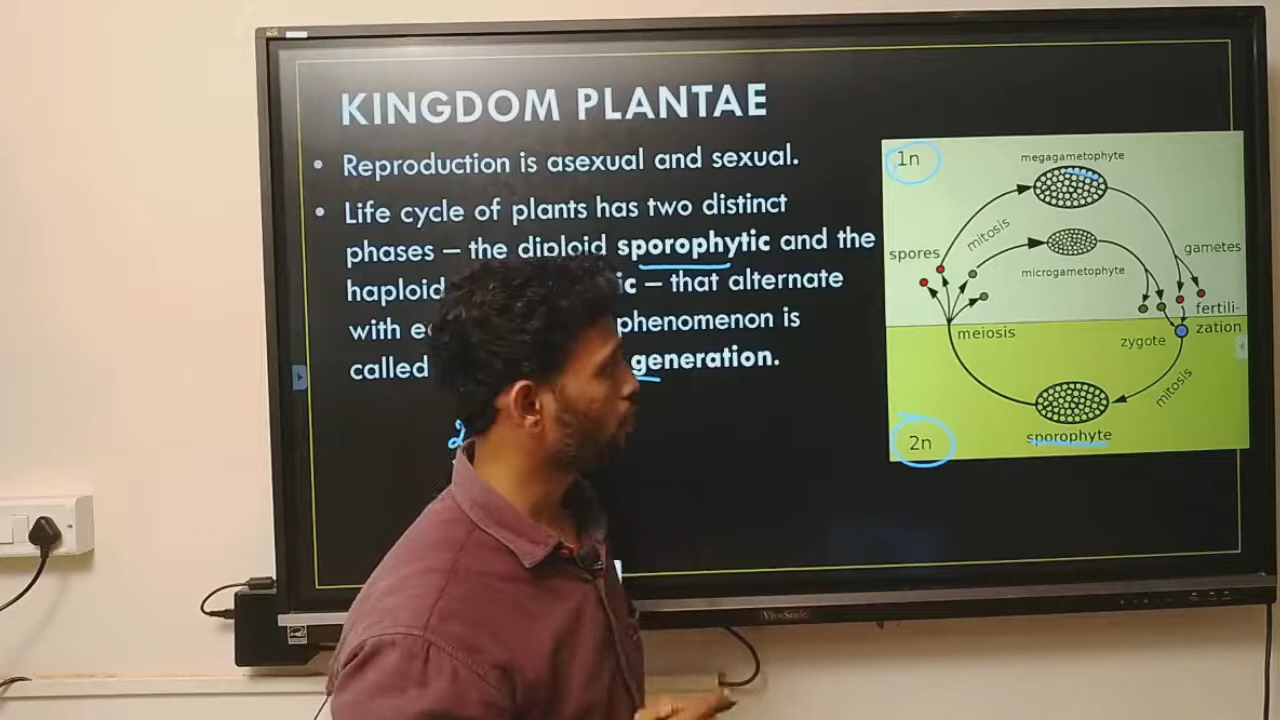 KINGDOM PLANTAE
• Reproduction is asexual and sexual.
• Life cycle of plants has two distinct
phases – the diploid sporophytic and the
haploid ic – that alternate
with phenomenon is
called generation.
1n
megagametophyte
mitosis
spores
gametes
microgametophyte
fertili-
zation
meiosis
zygote
mitosis
2n
sporophyte
2
ViewSonic